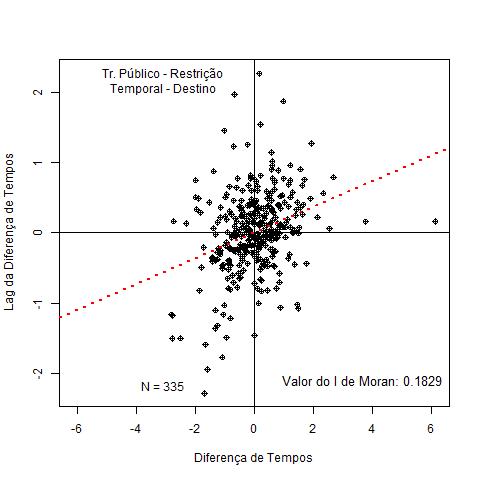 Tr. Público - Restrição
Temporal - Destino
2
1
0
-1
-2
Lag da Diferença de Tempos
N = 335
Valor do I de Moran: 0.1829
-6 -4 -2 0 2 4 6
Diferença de Tempos